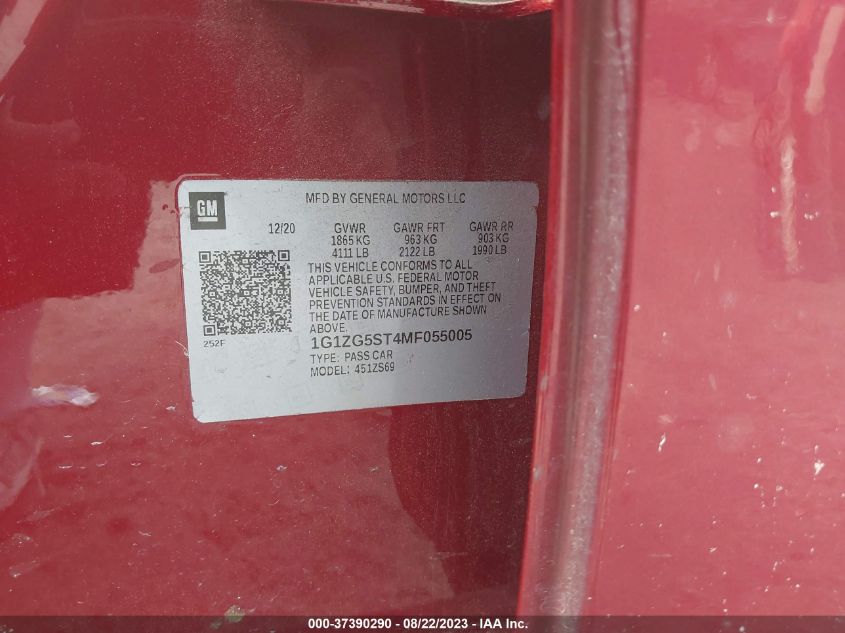 MFD BY GENERAL MOTORS LLC
GM
12/20 GVWR GAWR FRT GAWR RR
1865 KG 963 KG 903 KG
4111 LB 2122 LB 1990 LB
THIS VEHICLE CONFORMS TO ALL
APPLICABLE U.S. FEDERAL MOTOR
VEHICLE SAFETY, BUMPER, AND THEFT
PREVENTION STANDARDS IN EFFECT ON
THE DATE OF MANUFACTURE SHOWN
ABOVE.
252F
1G1ZG5ST4MF055005
TYPE: PASS CAR
MODEL: 451ZS69
000-37390290 - 08/22/2023 - IAA Inc.